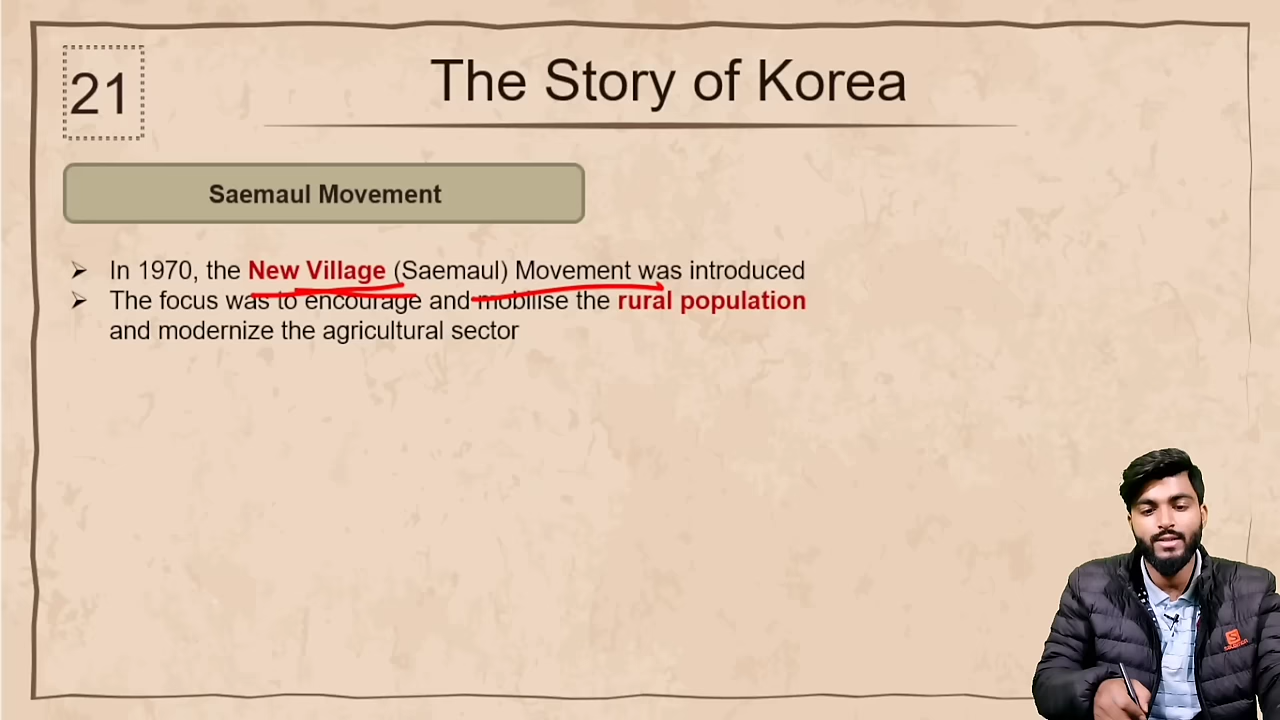 21
The Story of Korea
Saemaul Movement
➢ In 1970, the New Village (Saemaul) Movement was introduced
➢ The focus was to encourage and mobilise the rural population
and modernize the agricultural sector